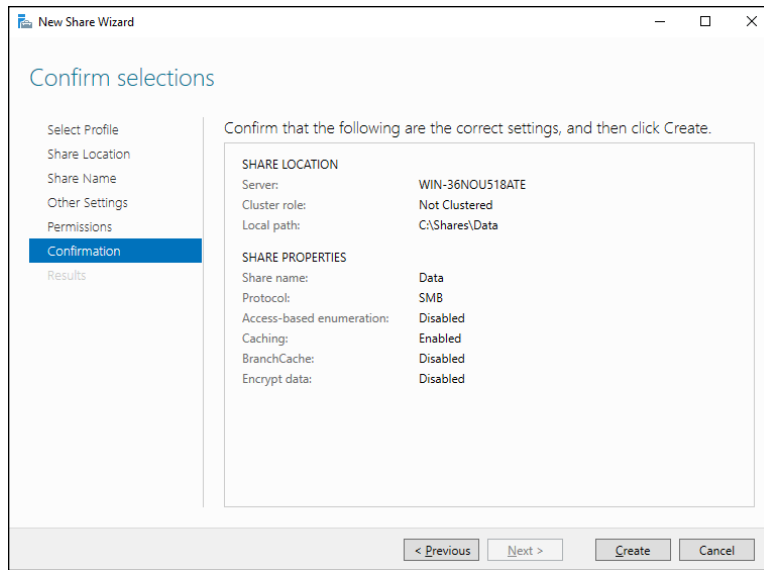 New Share Wizard
Confirm selections
Select Profile
Share Location
Share Name
Other Settings
Permissions
Confirmation
Results
Confirm that the following are the correct settings, and then click Create.
SHARE LOCATION
Server: WIN-36NOU518ATE
Cluster role: Not Clustered
Local path: C:\Shares\Data
SHARE PROPERTIES
Share name: Data
Protocol: SMB
Access-based enumeration: Disabled
Caching: Enabled
BranchCache: Disabled
Encrypt data: Disabled
< Previous Next > Create Cancel